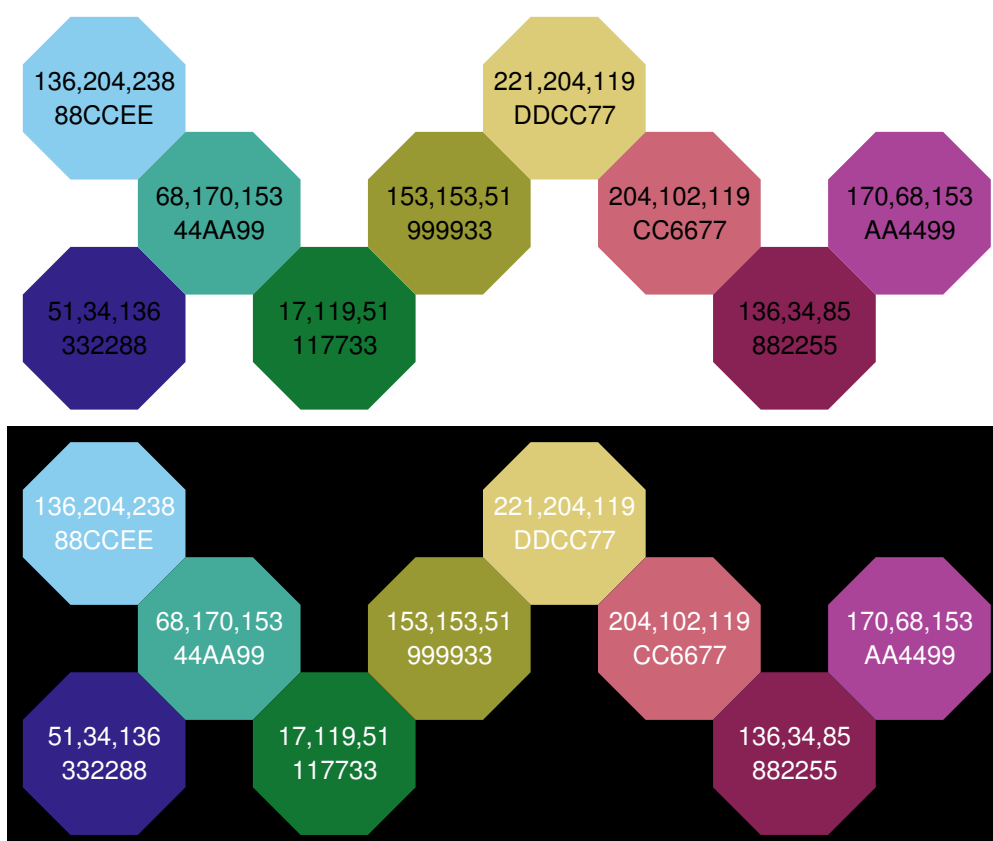 136,204,238
88CCEE
221,204,119
DDCC77
68,170,153
44AA99
153,153,51
999933
204,102,119
CC6677
170,68,153
AA4499
51,34,136
332288
17,119,51
117733
136,34,85
882255
136,204,238
88CCEE
221,204,119
DDCC77
68,170,153
44AA99
153,153,51
999933
204,102,119
CC6677
170,68,153
AA4499
51,34,136
332288
17,119,51
117733
136,34,85
882255